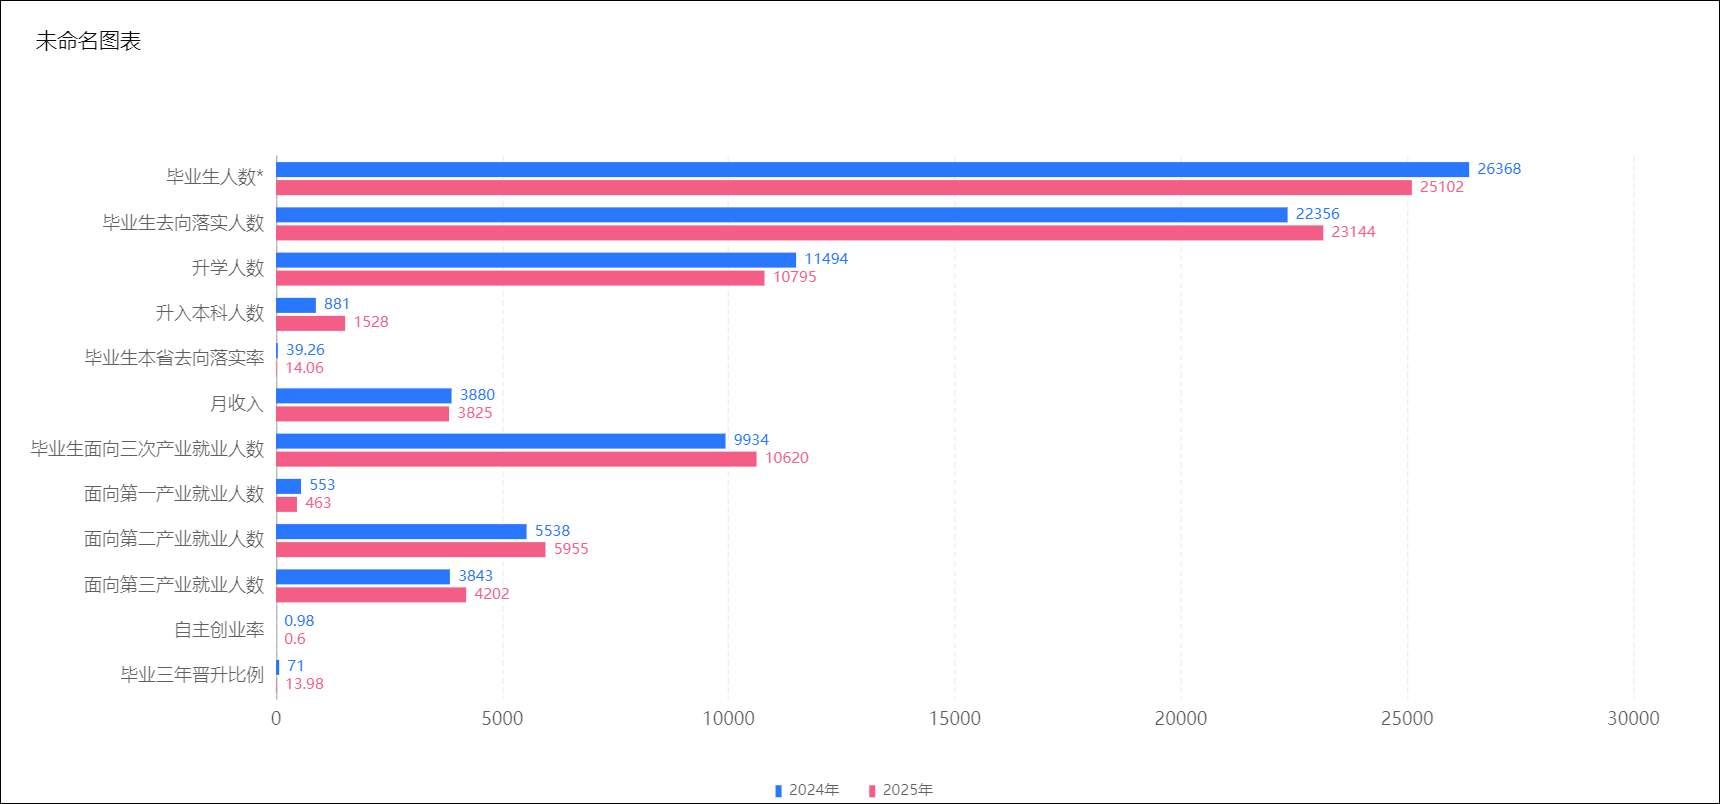 未命名图表
毕业生人数*
26368
25102
毕业生去向落实人数
22356
23144
升学人数
11494
10795
升入本科人数
881
1528
毕业生本省去向落实率
39.26
14.06
月收入
3880
3825
毕业生面向三次产业就业人数
9934
10620
面向第一产业就业人数
553
463
面向第二产业就业人数
5538
5955
面向第三产业就业人数
3843
4202
自主创业率
0.98
0.6
毕业三年晋升比例
71
13.98
0 5000 10000 15000 20000 25000 30000
2024年 2025年